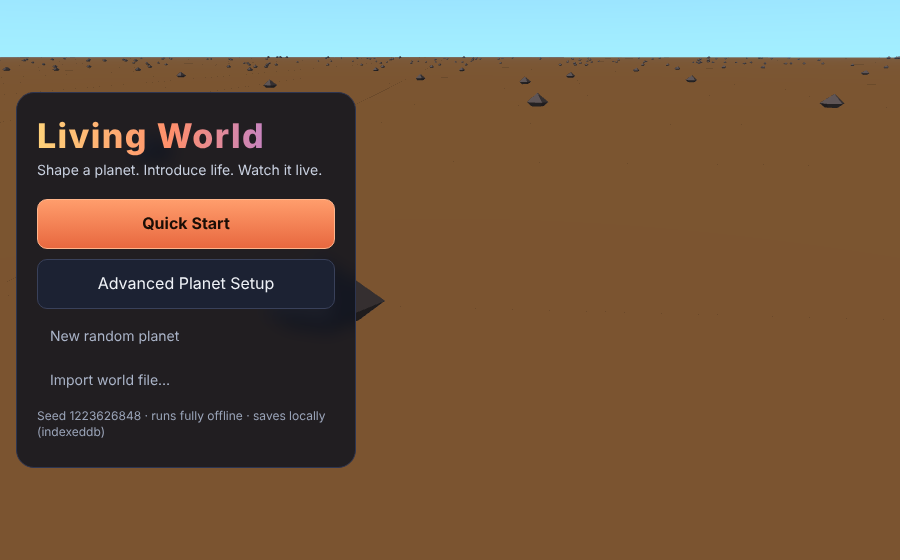 Living World
Shape a planet. Introduce life. Watch it live.
Quick Start
Advanced Planet Setup
New random planet
Import world file...
Seed 1223626848 · runs fully offline · saves locally
(indexeddb)